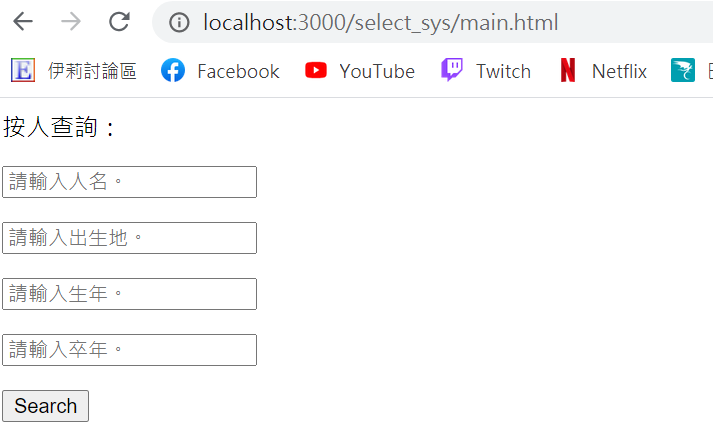 localhost:3000/select_sys/main.html
E 伊莉討論區 Facebook YouTube Twitch Netflix
按人查詢：
請輸入人名。
請輸入出生地。
請輸入生年。
請輸入卒年。
Search